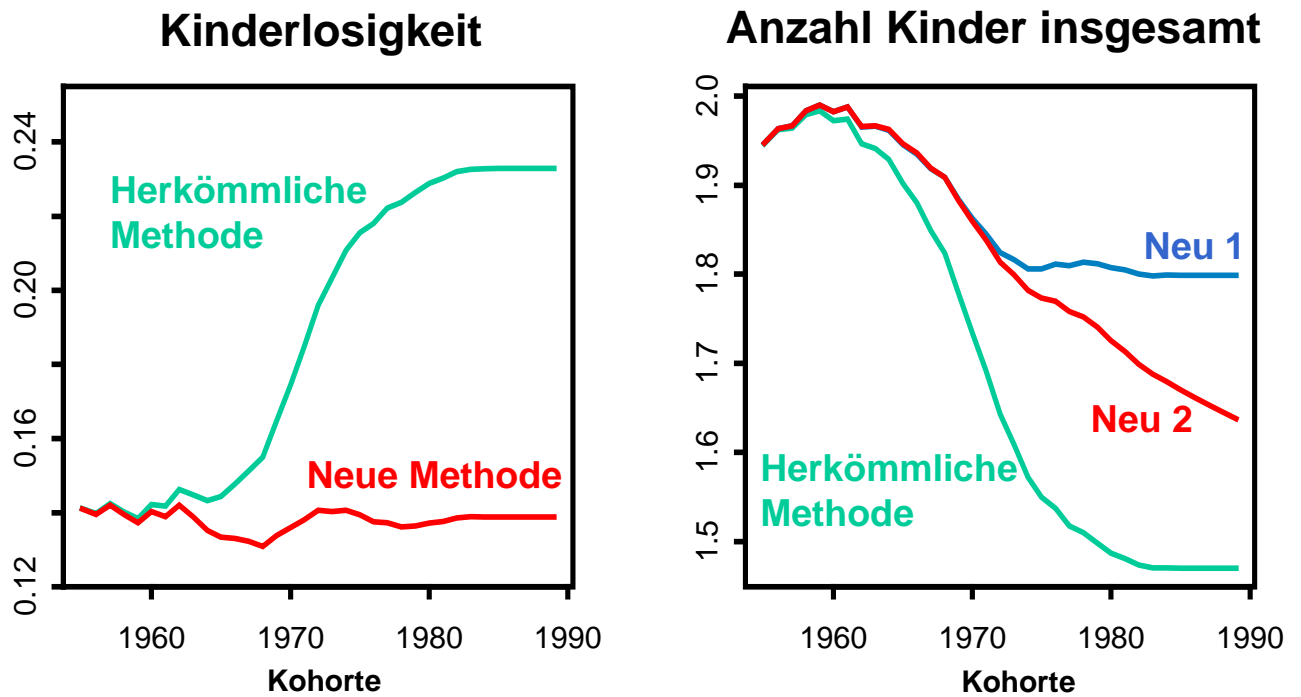 Kinderlosigkeit
0.24
0.20
0.16
0.12
Herkömmliche
Methode
Neue Methode
1960 1970 1980 1990
Kohorte
Anzahl Kinder insgesamt
2.0
1.9
1.8
1.7
1.6
1.5
Neu 1
Neu 2
Herkömmliche
Methode
1960 1970 1980 1990
Kohorte